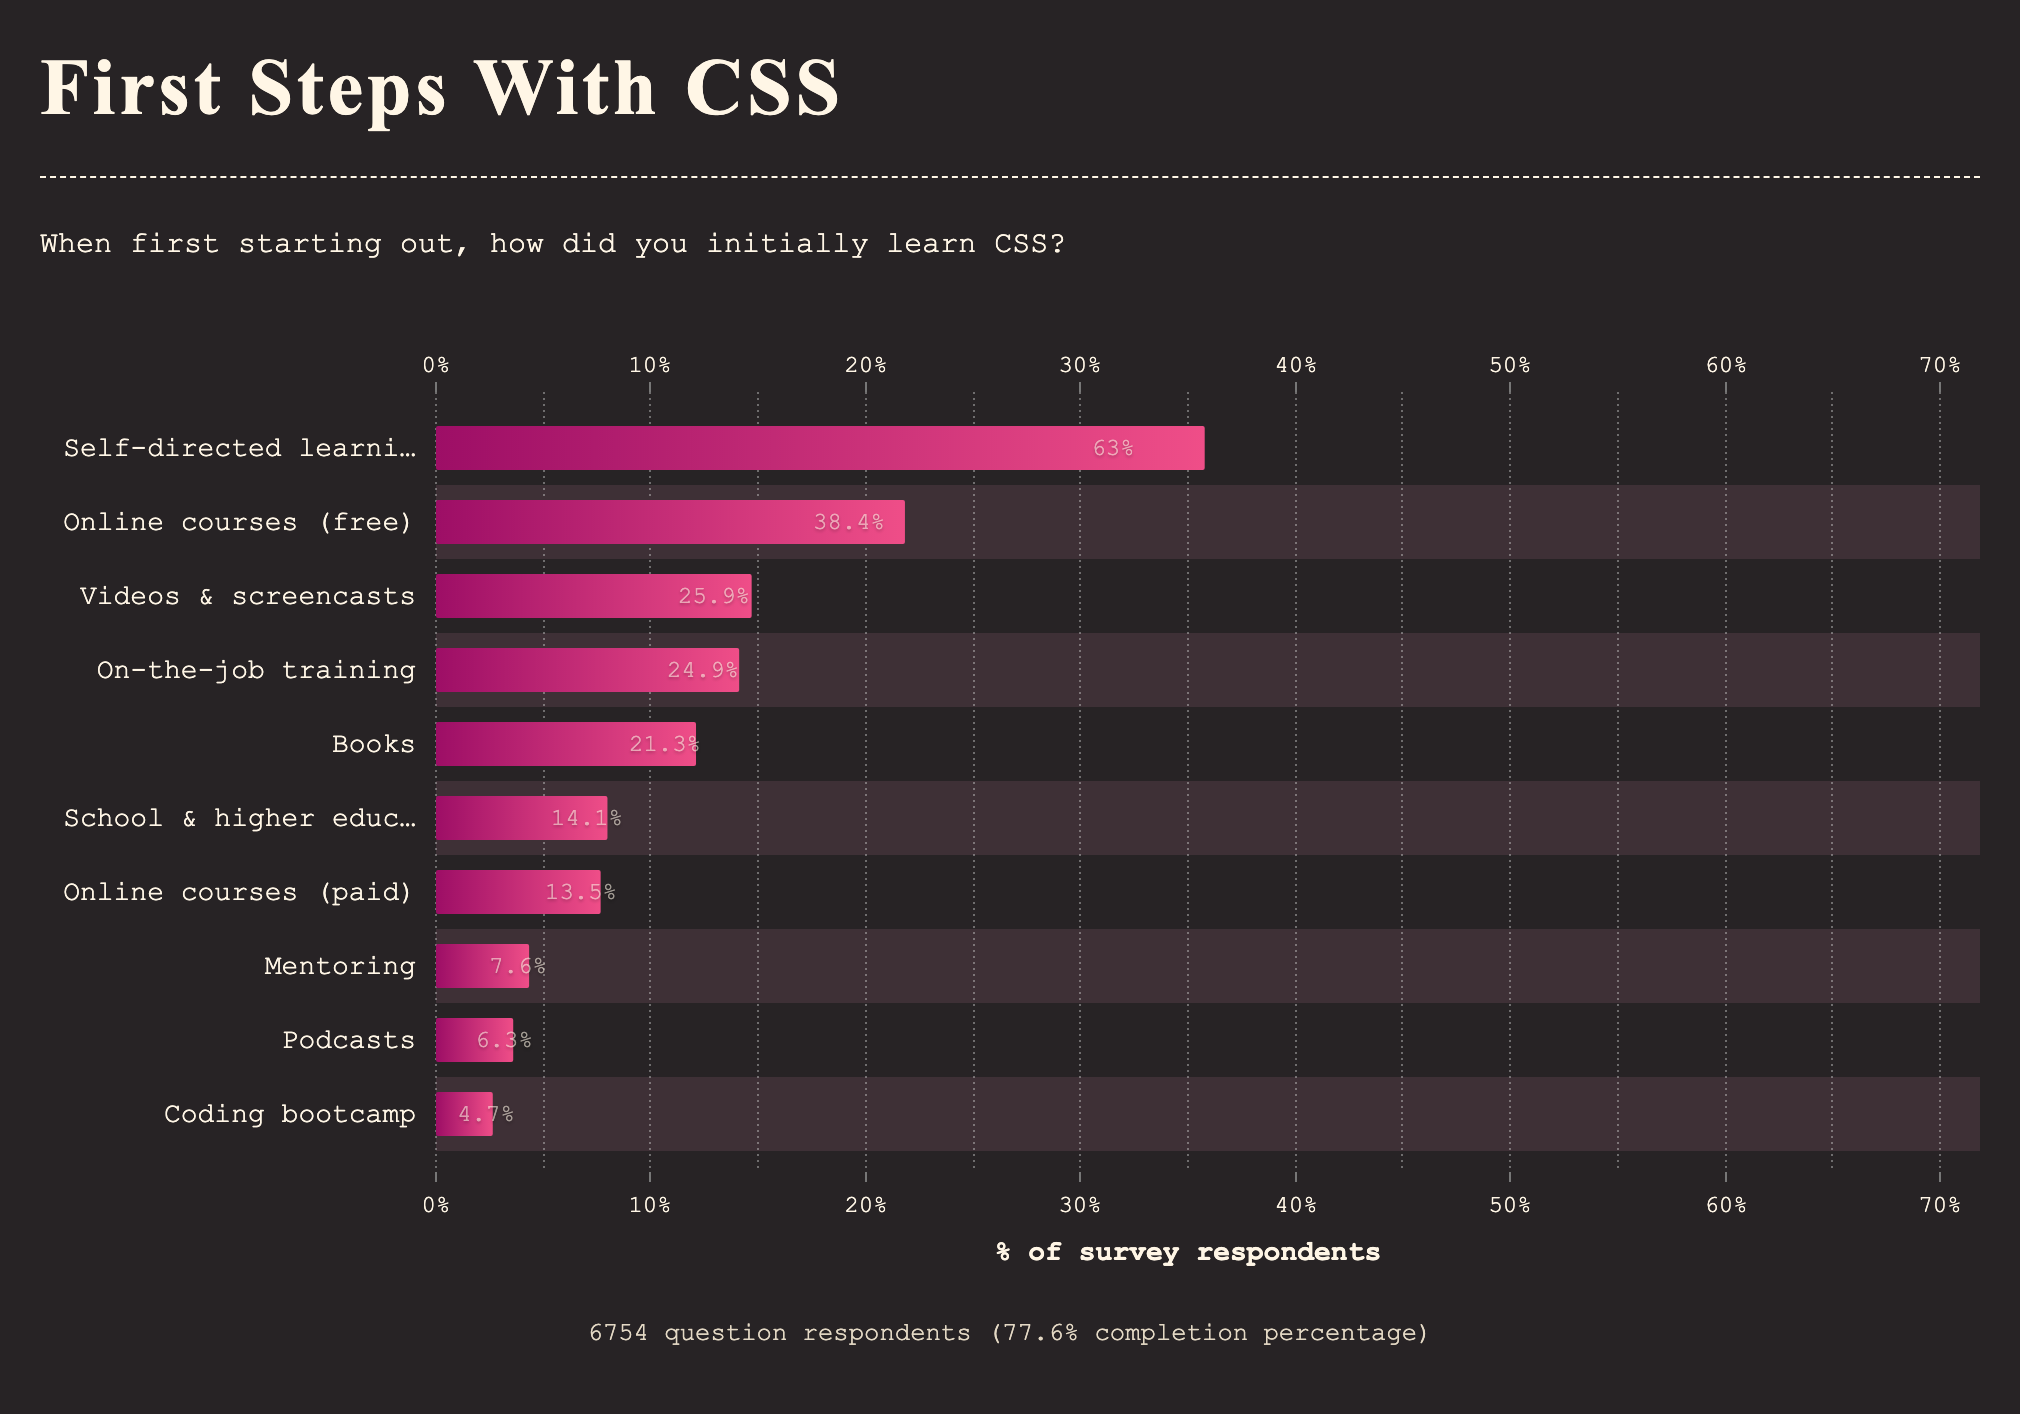 First Steps With CSS
When first starting out, how did you initially learn CSS?
0% 10% 20% 30% 40% 50% 60% 70%
Self-directed learni… 63%
Online courses (free) 38.4%
Videos & screencasts 25.9%
On-the-job training 24.9%
Books 21.3%
School & higher educ… 14.1%
Online courses (paid) 13.5%
Mentoring 7.6%
Podcasts 6.3%
Coding bootcamp 4.7%
0% 10% 20% 30% 40% 50% 60% 70%
% of survey respondents
6754 question respondents (77.6% completion percentage)